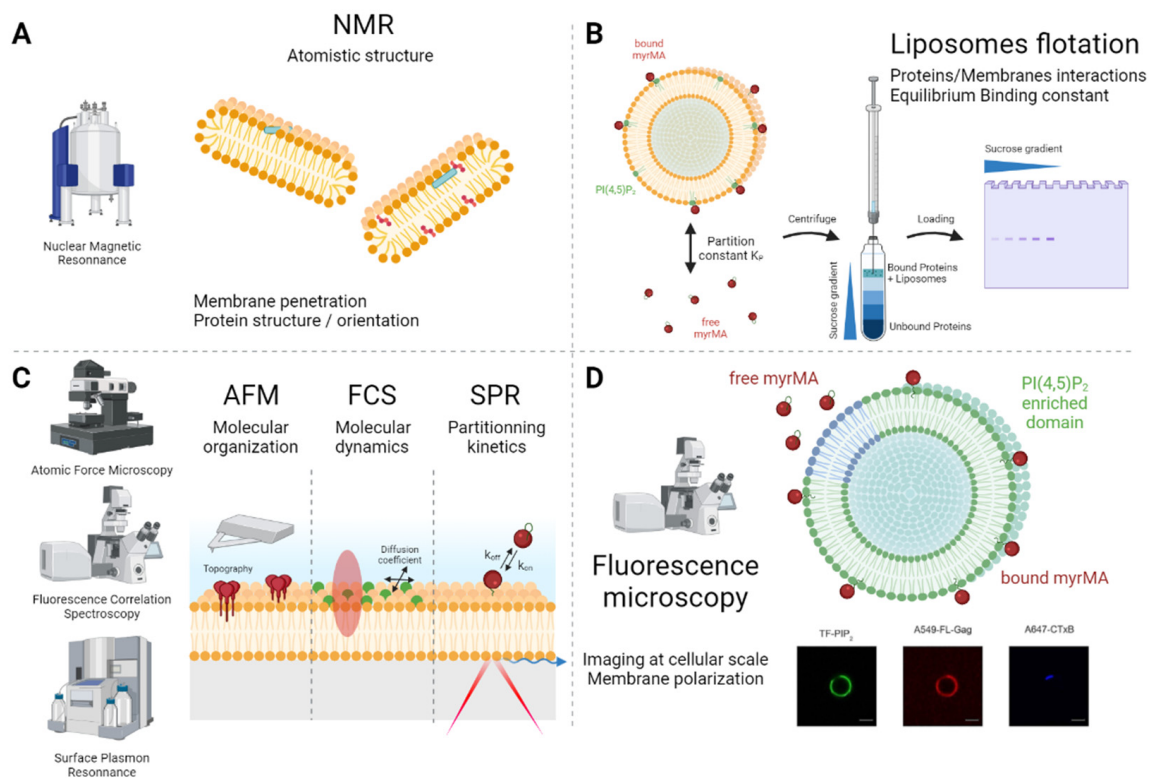 A
NMR
Atomistic structure
Nuclear Magnetic
Resonnance
Membrane penetration
Protein structure / orientation
B
Liposomes flotation
Proteins/Membranes interactions
Equilibrium Binding constant
bound
myrMA
PI(4,5)P₂
Partition
constant Kₚ
free
myrMA
Centrifuge
Sucrose gradient
Bound Proteins
+ Liposomes
Unbound Proteins
Loading
Sucrose gradient
C
Atomic Force Microscopy
Fluorescence Correlation
Spectroscopy
Surface Plasmon
Resonnance
AFM
Molecular
organization
FCS
Molecular
dynamics
SPR
Partitionning
kinetics
Topography
Diffusion
coefficient
k_off
k_on
D
free myrMA
PI(4,5)P₂
enriched
domain
bound myrMA
Fluorescence
microscopy
Imaging at cellular scale
Membrane polarization
TF-PIP₂
A549-FL-Gag
A647-CTxB